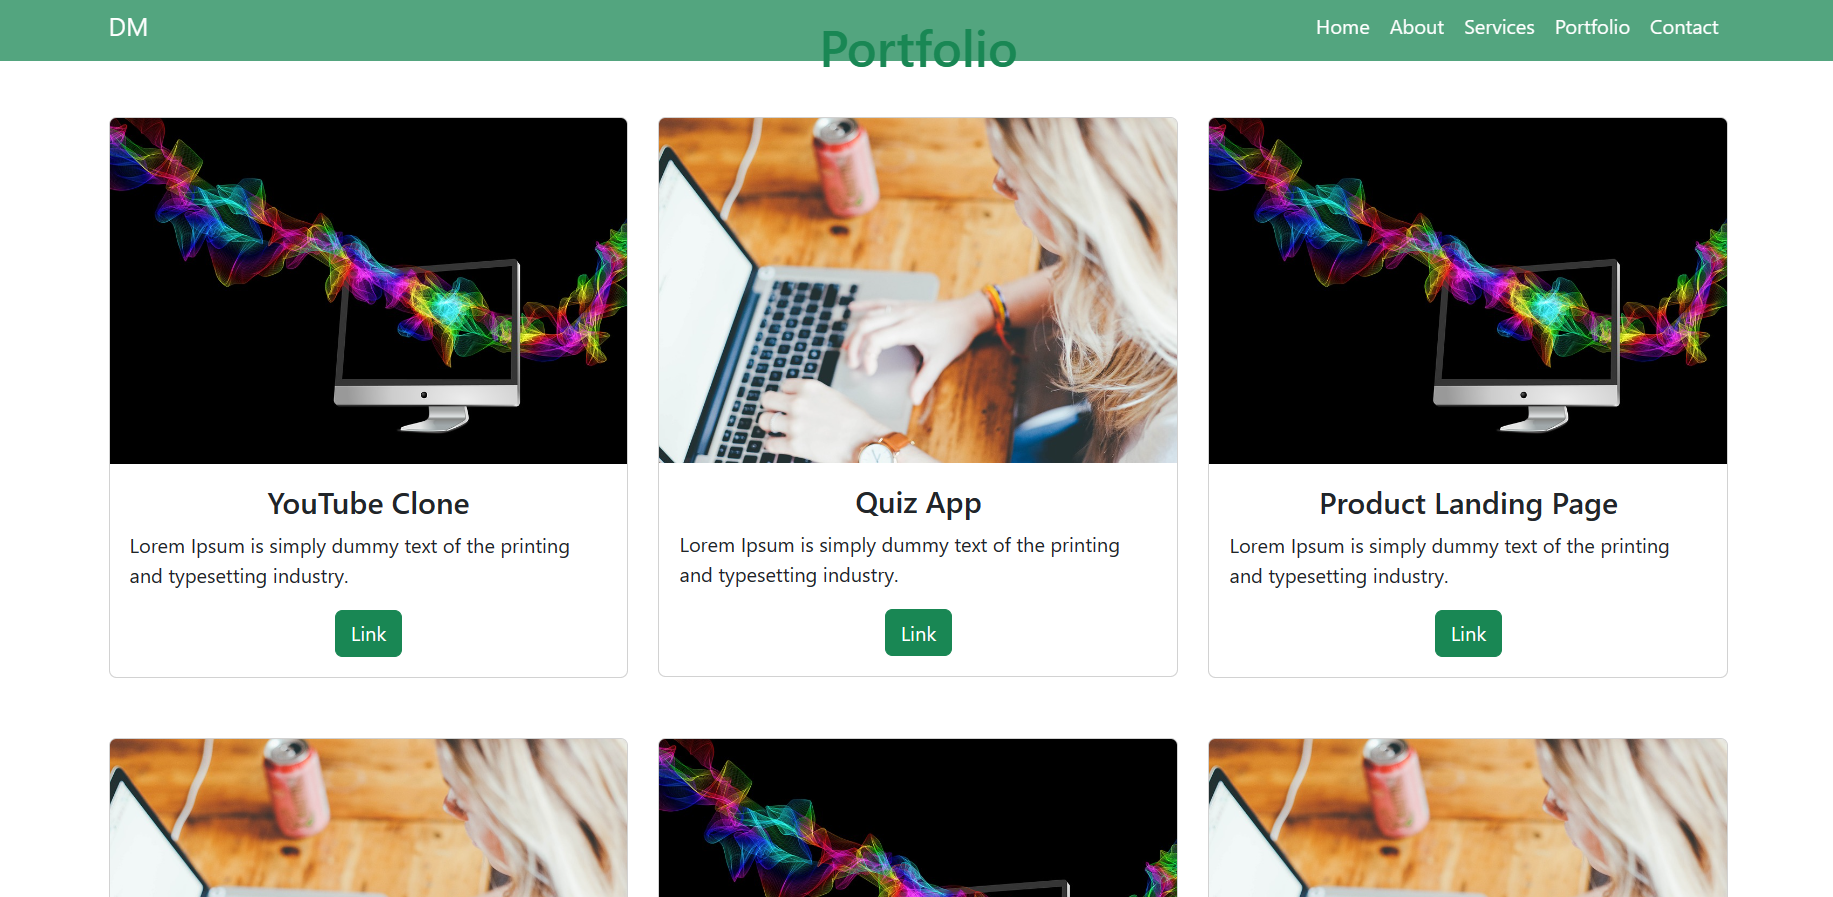 DM
Home About Services Portfolio Contact
Portfolio
YouTube Clone
Lorem Ipsum is simply dummy text of the printing
and typesetting industry.
Link
Quiz App
Lorem Ipsum is simply dummy text of the printing
and typesetting industry.
Link
Product Landing Page
Lorem Ipsum is simply dummy text of the printing
and typesetting industry.
Link